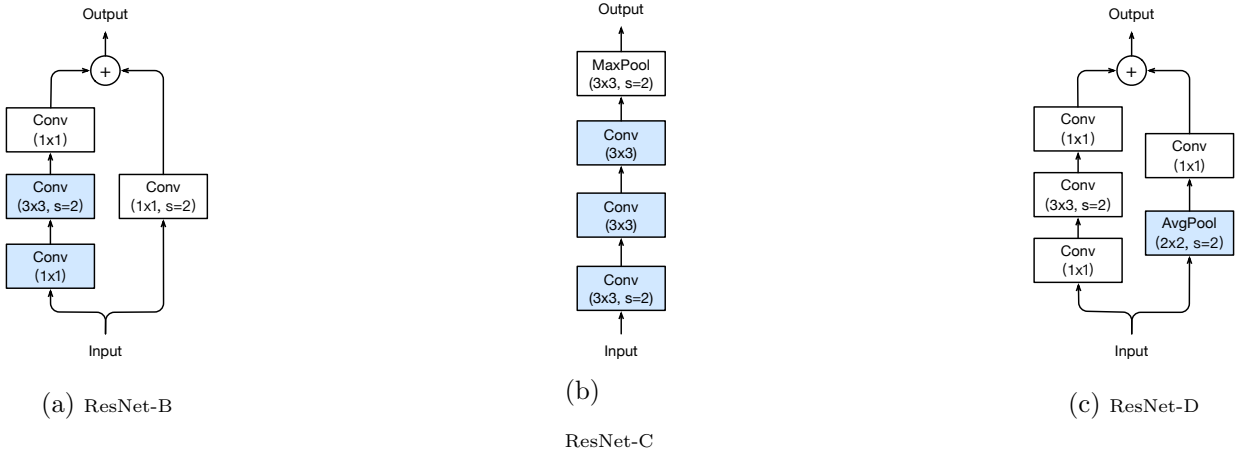 Output
+
Conv
(1x1)
Conv
(3x3, s=2)
Conv
(1x1, s=2)
Conv
(1x1)
Input
(a) ResNet-B
Output
MaxPool
(3x3, s=2)
Conv
(3x3)
Conv
(3x3)
Conv
(3x3, s=2)
Input
(b)
ResNet-C
Output
+
Conv
(1x1)
Conv
(1x1)
Conv
(3x3, s=2)
AvgPool
(2x2, s=2)
Conv
(1x1)
Input
(c) ResNet-D